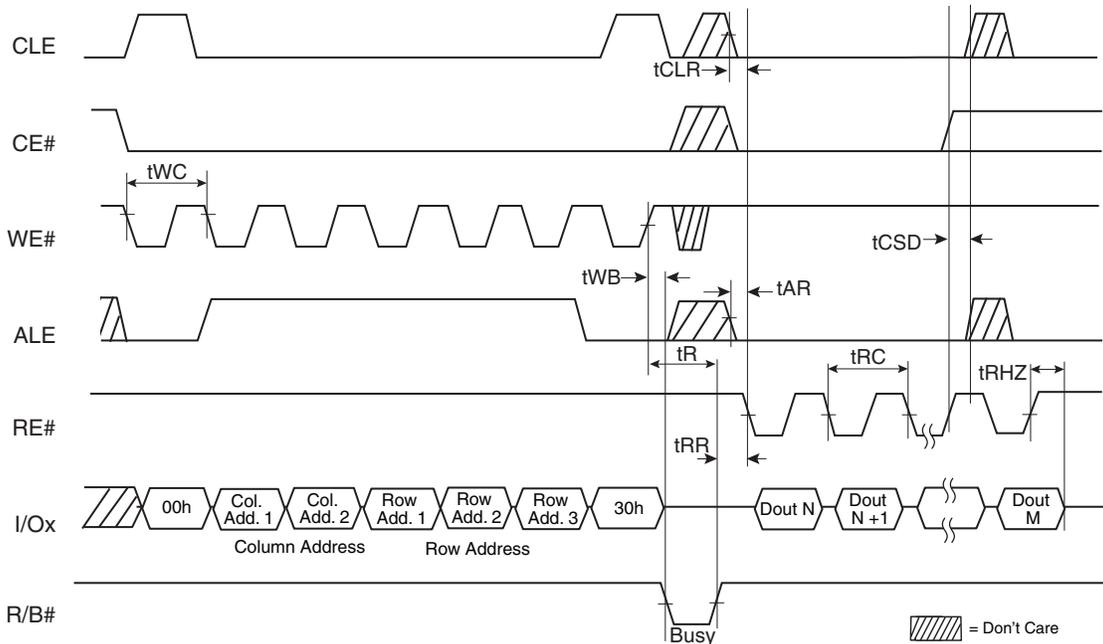 CLE
tCLR
CE#
tWC
WE#
tCSD
tWB
tAR
ALE
tR
tRC
tRHZ
RE#
tRR
I/Ox
00h
Col.
Add. 1
Col.
Add. 2
Row
Add. 1
Row
Add. 2
Row
Add. 3
30h
Dout N
Dout
N +1
Dout
M
Column Address
Row Address
R/B#
Busy
= Don't Care